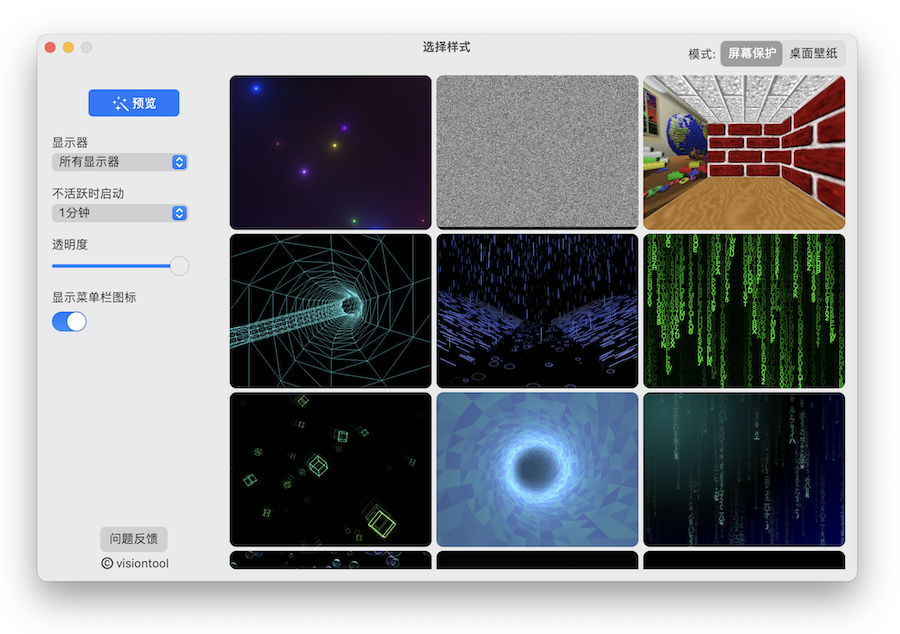 选择样式
模式:
屏幕保护
桌面壁纸
预览
显示器
所有显示器
不活跃时启动
1分钟
透明度
显示菜单栏图标
问题反馈
© visiontool